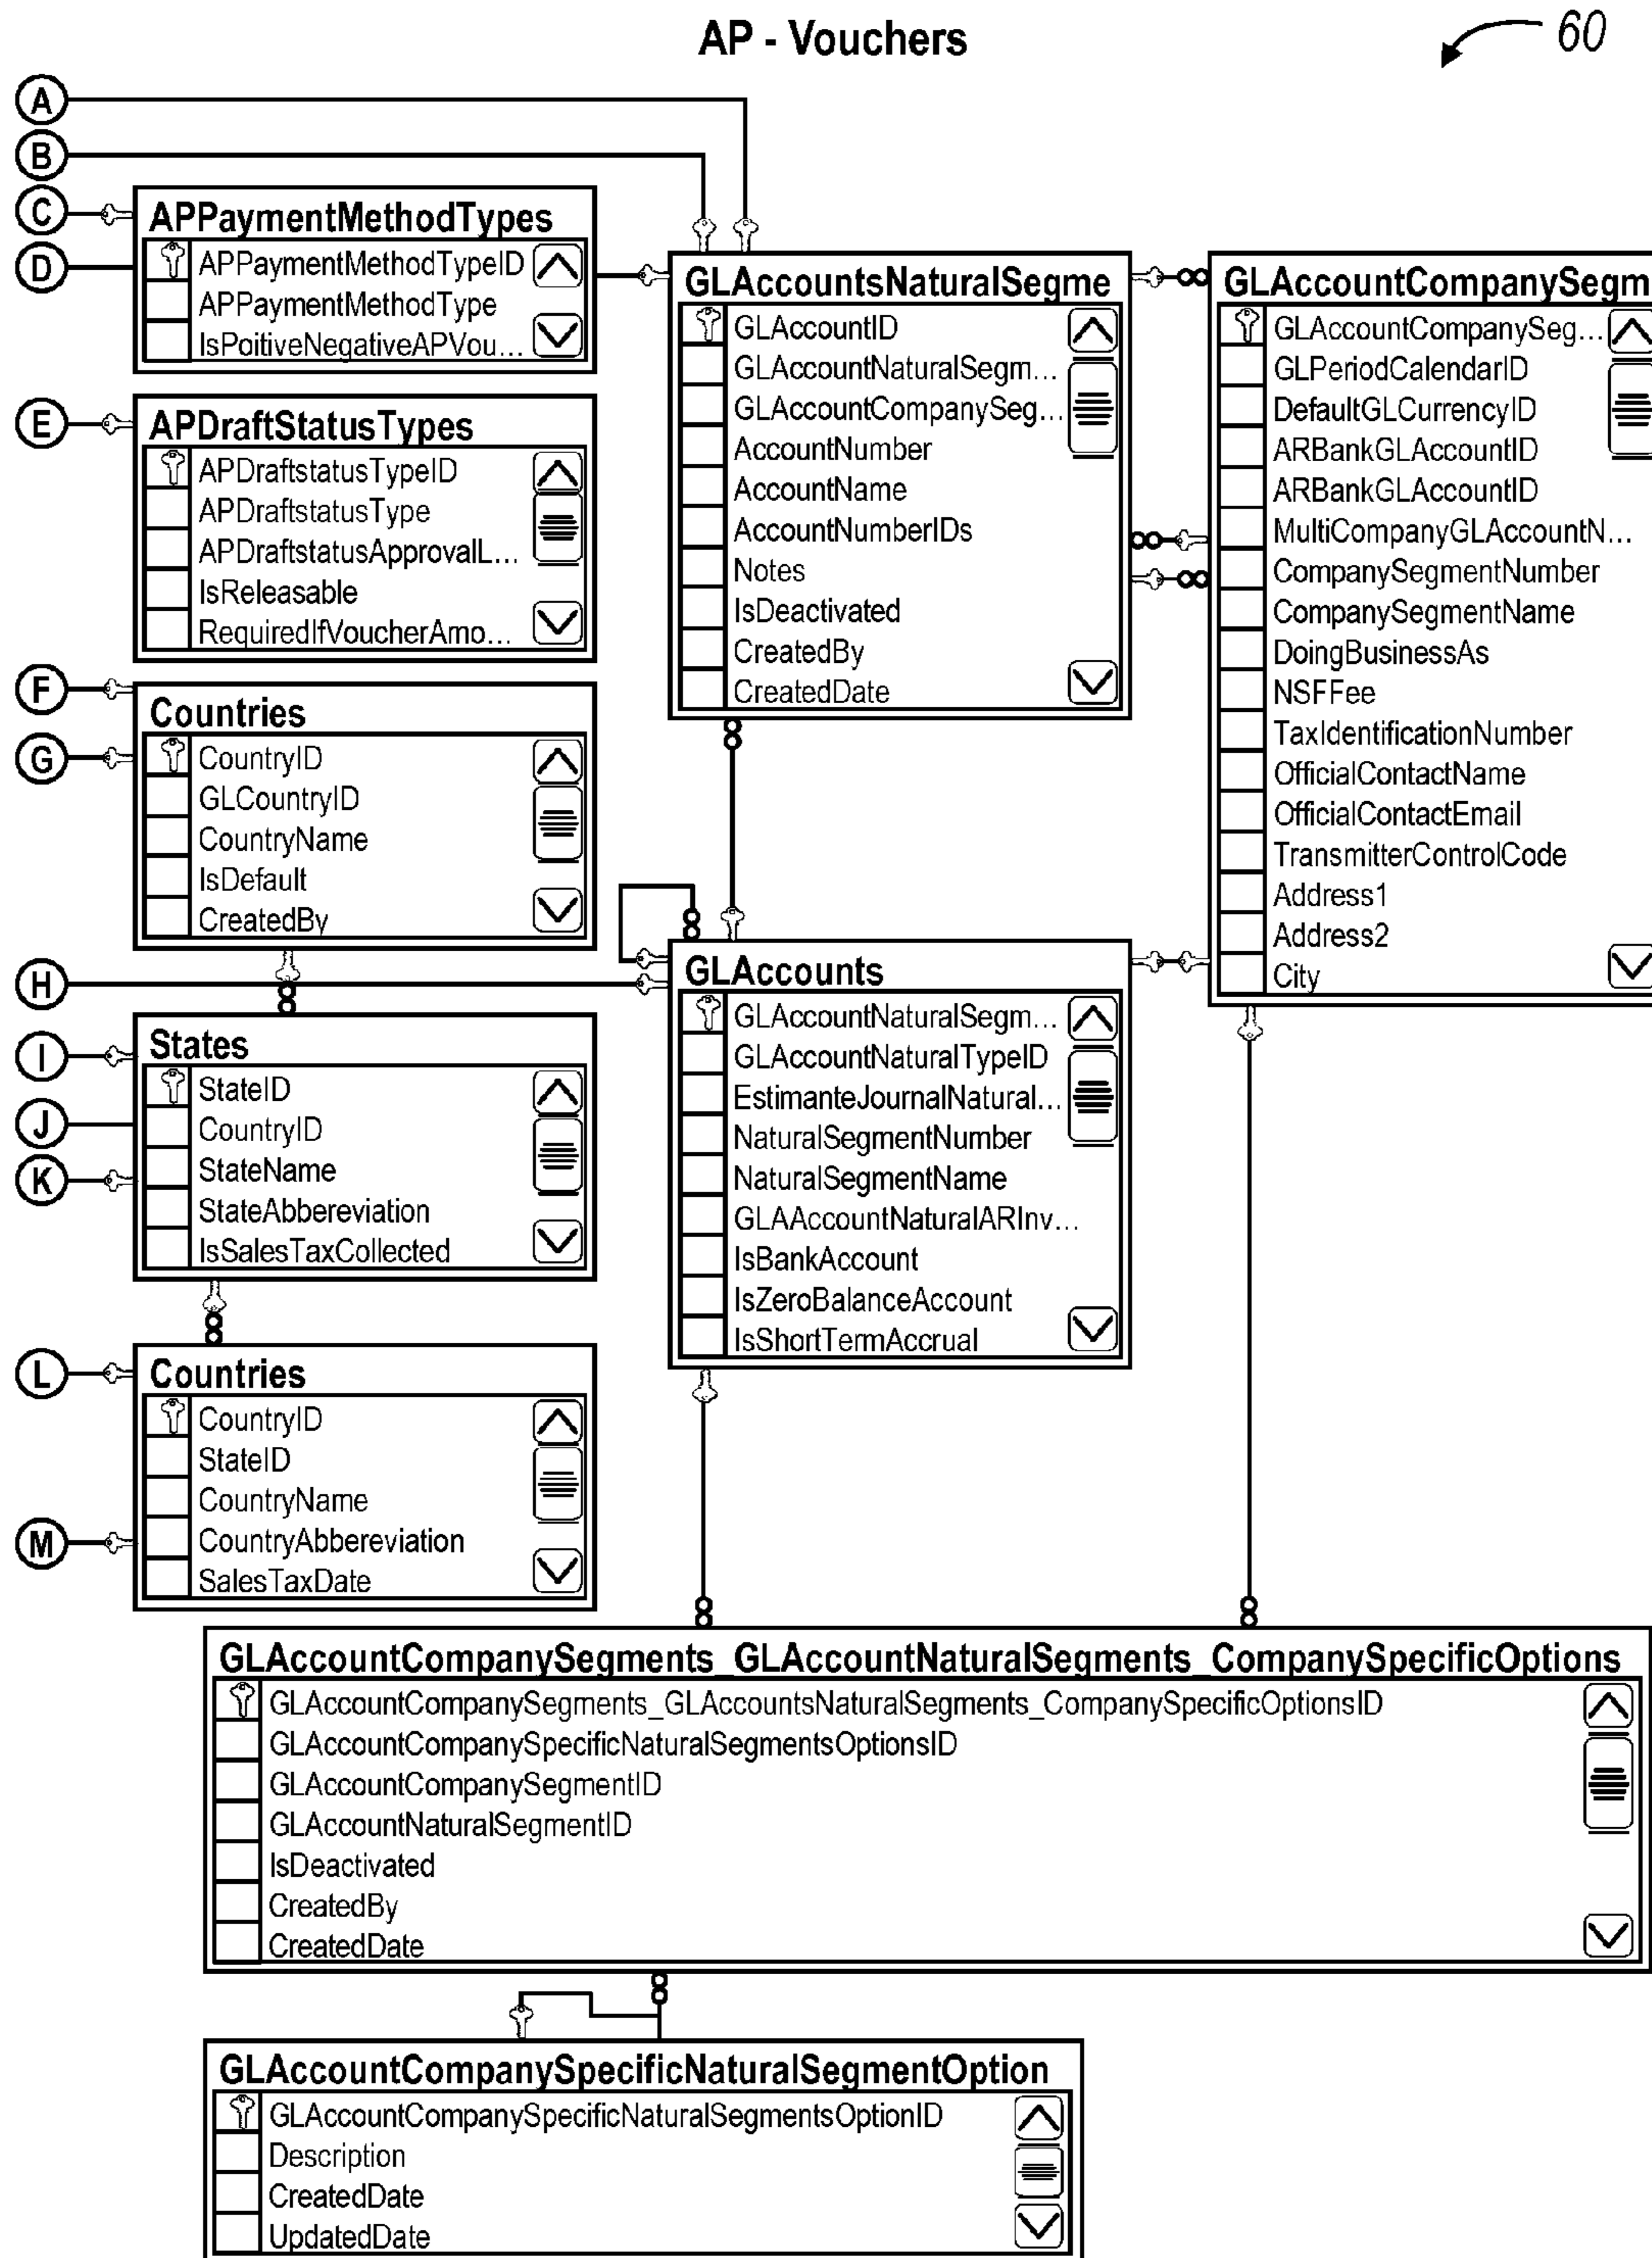 AP - Vouchers
60
A
B
C
D
APPaymentMethodTypes
APPaymentMethodTypeID
APPaymentMethodType
IsPoitiveNegativeAPVou...
E
APDraftStatusTypes
APDraftstatusTypeID
APDraftstatusType
APDraftstatusApprovalL...
IsReleasable
RequiredIfVoucherAmo...
F
G
Countries
CountryID
GLCountryID
CountryName
IsDefault
CreatedBy
H
I
J
K
States
StateID
CountryID
StateName
StateAbbereviation
IsSalesTaxCollected
L
M
Countries
CountryID
StateID
CountryName
CountryAbbereviation
SalesTaxDate
GLAccountsNaturalSegme
GLAccountID
GLAccountNaturalSegm...
GLAccountCompanySeg...
AccountNumber
AccountName
AccountNumberIDs
Notes
IsDeactivated
CreatedBy
CreatedDate
GLAccounts
GLAccountNaturalSegm...
GLAccountNaturalTypeID
EstimanteJournalNatural...
NaturalSegmentNumber
NaturalSegmentName
GLAAccountNaturalARInv...
IsBankAccount
IsZeroBalanceAccount
IsShortTermAccrual
GLAccountCompanySegm
GLAccountCompanySeg...
GLPeriodCalendarID
DefaultGLCurrencyID
ARBankGLAccountID
ARBankGLAccountID
MultiCompanyGLAccountN...
CompanySegmentNumber
CompanySegmentName
DoingBusinessAs
NSFFee
TaxIdentificationNumber
OfficialContactName
OfficialContactEmail
TransmitterControlCode
Address1
Address2
City
GLAccountCompanySegments_GLAccountNaturalSegments_CompanySpecificOptions
GLAccountCompanySegments_GLAccountsNaturalSegments_CompanySpecificOptionsID
GLAccountCompanySpecificNaturalSegmentsOptionsID
GLAccountCompanySegmentID
GLAccountNaturalSegmentID
IsDeactivated
CreatedBy
CreatedDate
GLAccountCompanySpecificNaturalSegmentOption
GLAccountCompanySpecificNaturalSegmentsOptionID
Description
CreatedDate
UpdatedDate